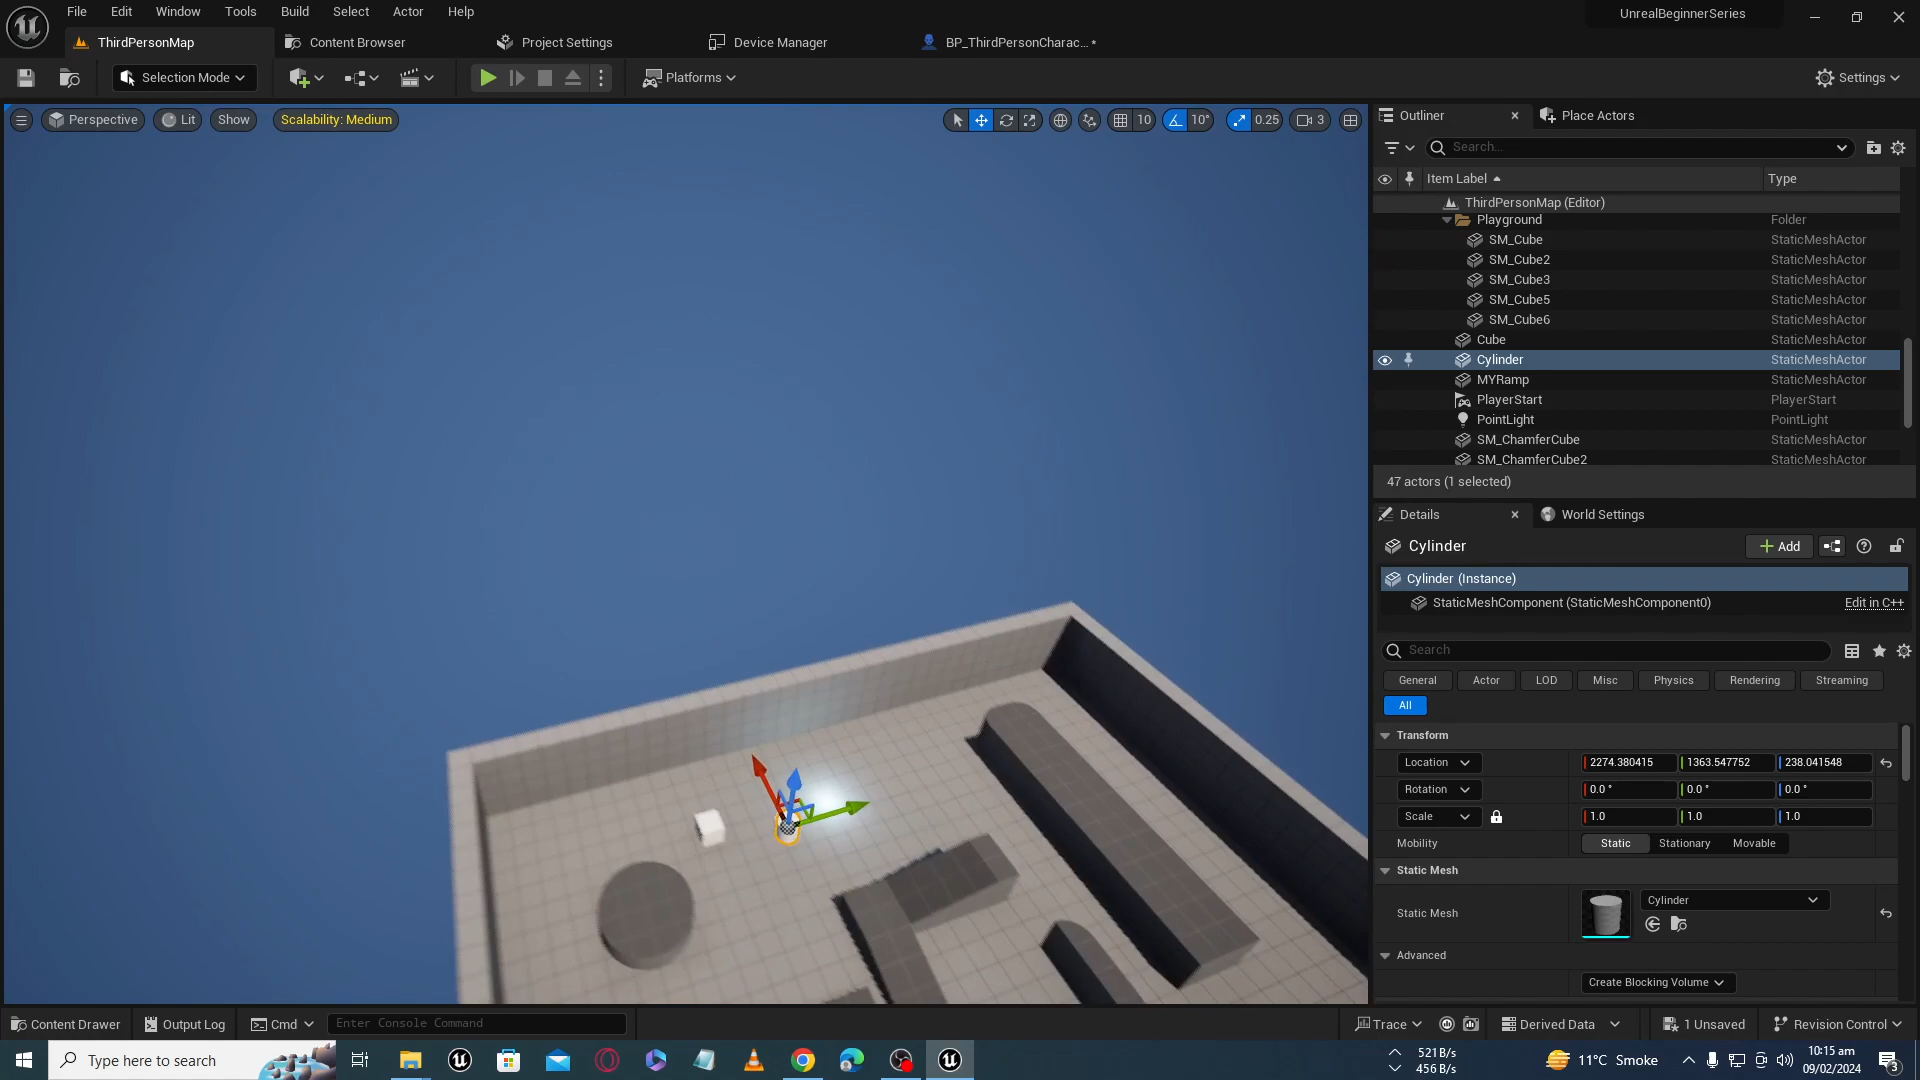 File Edit Window Tools Build Select Actor Help
UnrealBeginnerSeries
ThirdPersonMap
Content Browser
Project Settings
Device Manager
BP_ThirdPersonCharac... *
Selection Mode
Platforms
Settings
Perspective
Lit
Show
Scalability: Medium
10
10°
0.25
3
Outliner
Place Actors
Search...
Item Label
Type
ThirdPersonMap (Editor)
Playground Folder
SM_Cube StaticMeshActor
SM_Cube2 StaticMeshActor
SM_Cube3 StaticMeshActor
SM_Cube5 StaticMeshActor
SM_Cube6 StaticMeshActor
Cube StaticMeshActor
Cylinder StaticMeshActor
MYRamp StaticMeshActor
PlayerStart PlayerStart
PointLight PointLight
SM_ChamferCube StaticMeshActor
SM_ChamferCube2 StaticMeshActor
47 actors (1 selected)
Details
World Settings
Cylinder
Add
Cylinder (Instance)
StaticMeshComponent (StaticMeshComponent0)
Edit in C++
Search
General Actor LOD Misc Physics Rendering Streaming
All
Transform
Location 2274.380415 1363.547752 238.041548
Rotation 0.0 ° 0.0 ° 0.0 °
Scale 1.0 1.0 1.0
Mobility Static Stationary Movable
Static Mesh
Static Mesh Cylinder
Advanced
Create Blocking Volume
Content Drawer
Output Log
Cmd
Enter Console Command
Trace
Derived Data
1 Unsaved
Revision Control
Type here to search
521 B/s
456 B/s
11°C Smoke
10:15 am
09/02/2024
3